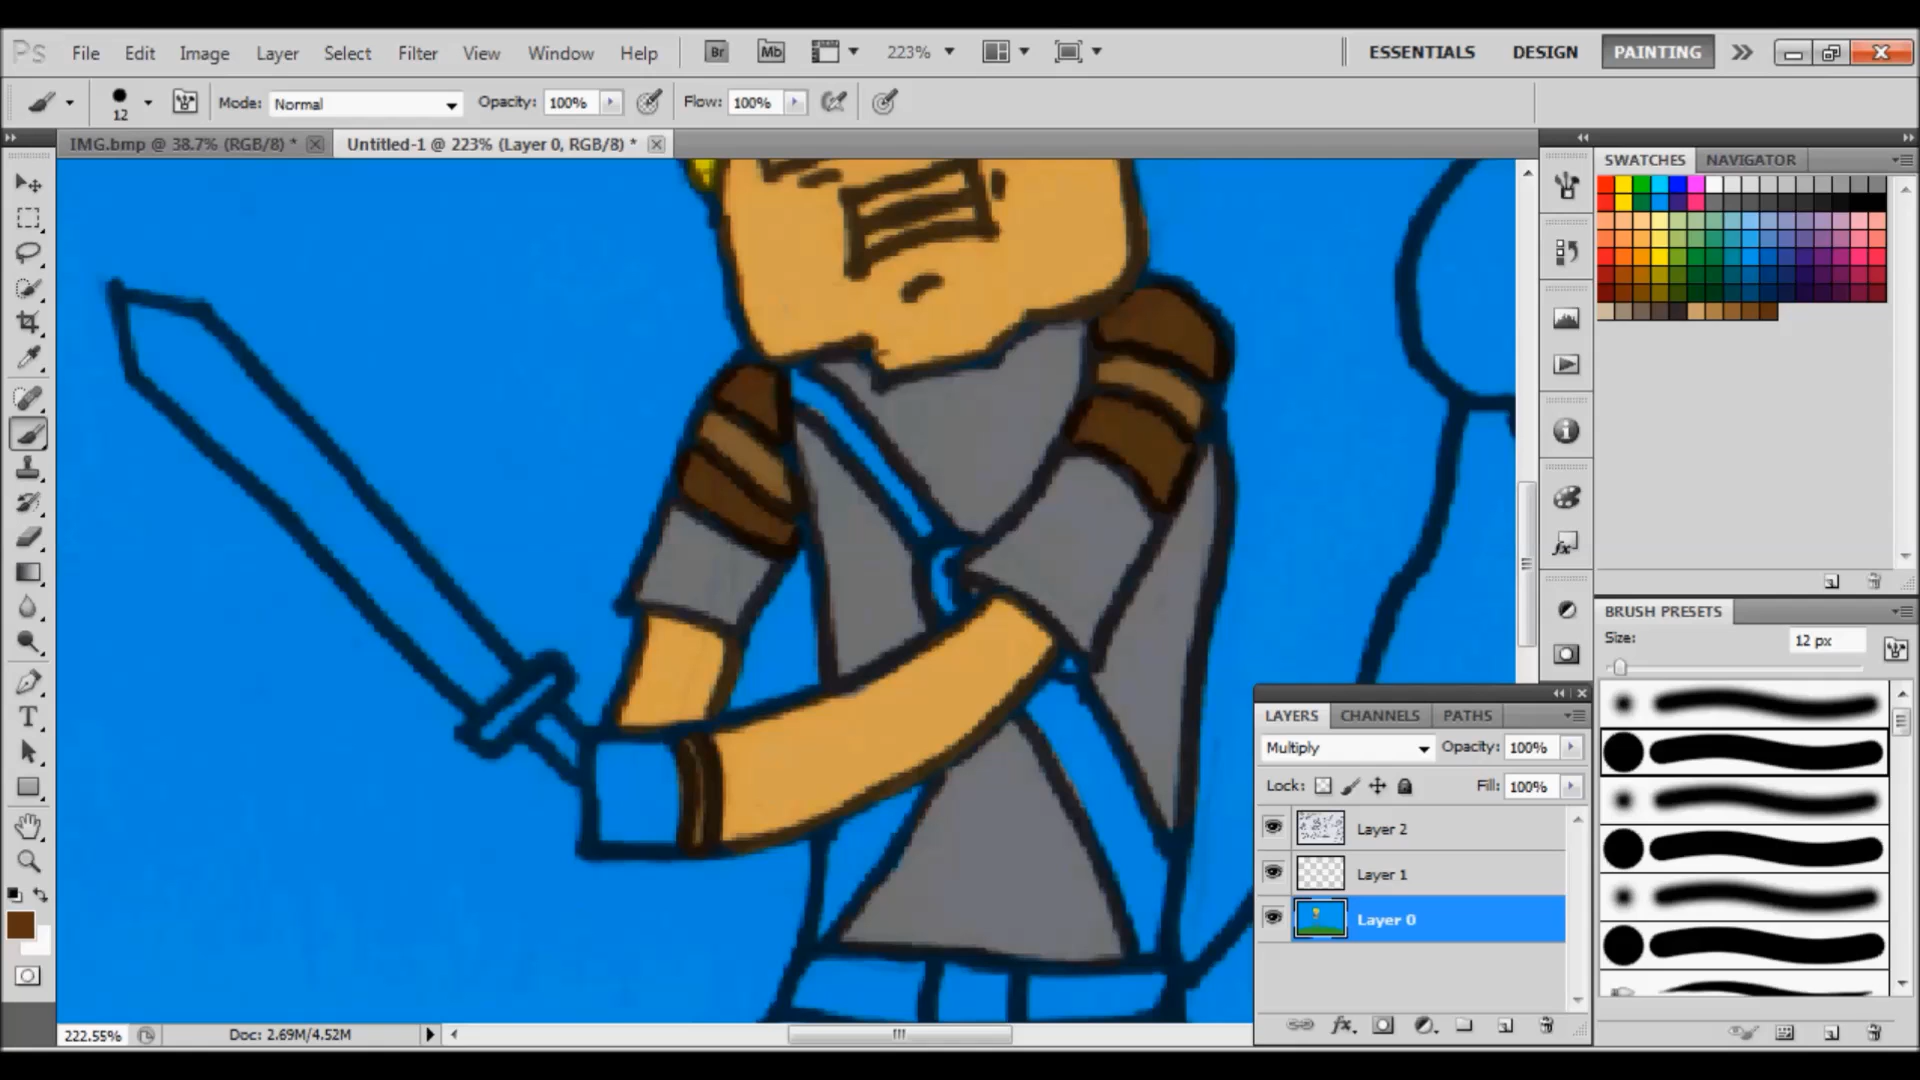 Ps File Edit Image Layer Select Filter View Window Help Br Mb 223% ESSENTIALS DESIGN PAINTING
12 Mode: Normal Opacity: 100% Flow: 100%
IMG.bmp @ 38.7% (RGB/8) * Untitled-1 @ 223% (Layer 0, RGB/8) *
SWATCHES NAVIGATOR
BRUSH PRESETS
Size: 12 px
LAYERS CHANNELS PATHS
Multiply Opacity: 100%
Lock: Fill: 100%
Layer 2
Layer 1
Layer 0
222.55% Doc: 2.69M/4.52M